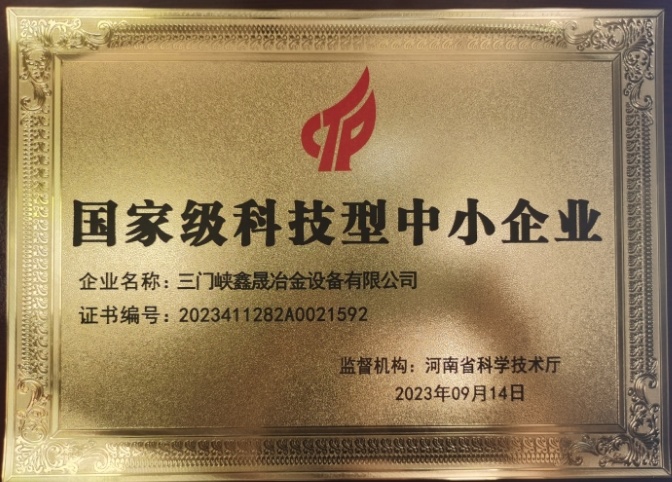 国家级科技型中小企业
企业名称：三门峡鑫晟冶金设备有限公司
证书编号：2023411282A0021592
监督机构：河南省科学技术厅
2023年09月14日